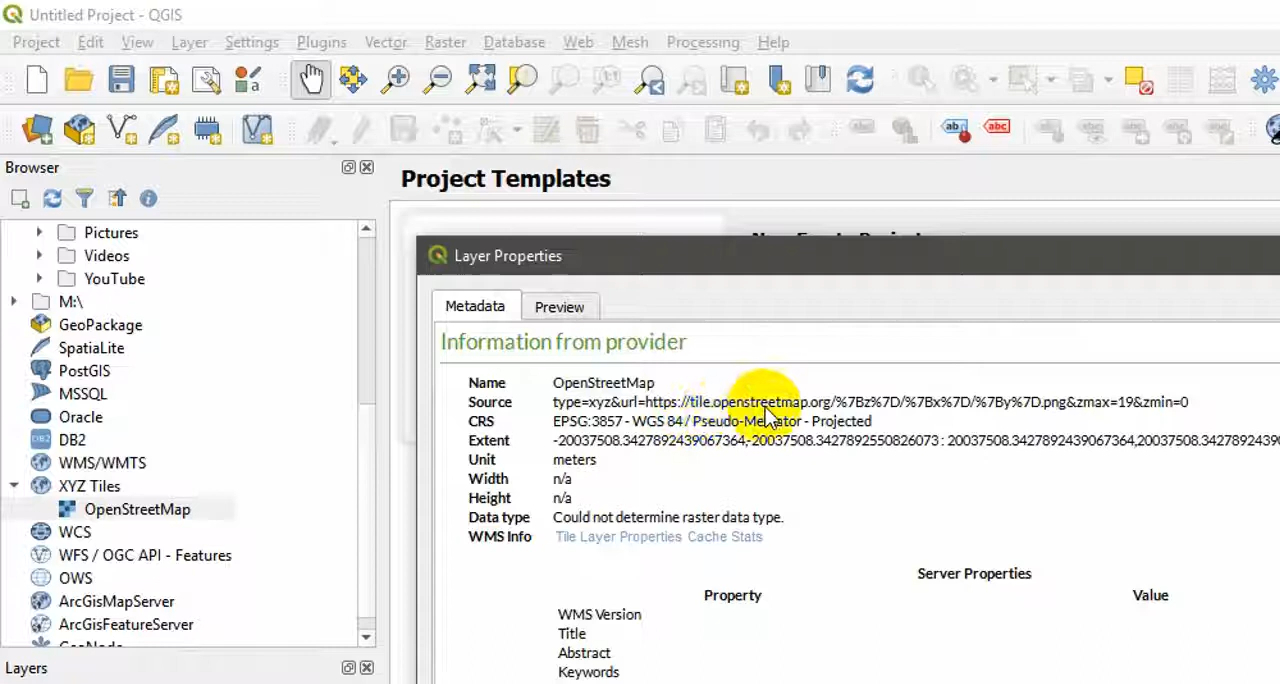 Untitled Project - QGIS
Project Edit View Layer Settings Plugins Vector Raster Database Web Mesh Processing Help
Browser
Project Templates
Pictures
Videos
YouTube
M:\
GeoPackage
SpatiaLite
PostGIS
MSSQL
Oracle
DB2
WMS/WMTS
XYZ Tiles
OpenStreetMap
WCS
WFS / OGC API - Features
OWS
ArcGisMapServer
ArcGisFeatureServer
Layers
Layer Properties
Metadata Preview
Information from provider
Name OpenStreetMap
Source type=xyz&url=https://tile.openstreetmap.org/%7Bz%7D/%7Bx%7D/%7By%7D.png&zmax=19&zmin=0
CRS EPSG:3857 - WGS 84 / Pseudo-Mercator - Projected
Extent -20037508.3427892439067364,-20037508.3427892550826073 : 20037508.3427892439067364,20037508.342789243
Unit meters
Width n/a
Height n/a
Data type Could not determine raster data type.
WMS Info Tile Layer Properties Cache Stats
Server Properties
Property Value
WMS Version
Title
Abstract
Keywords